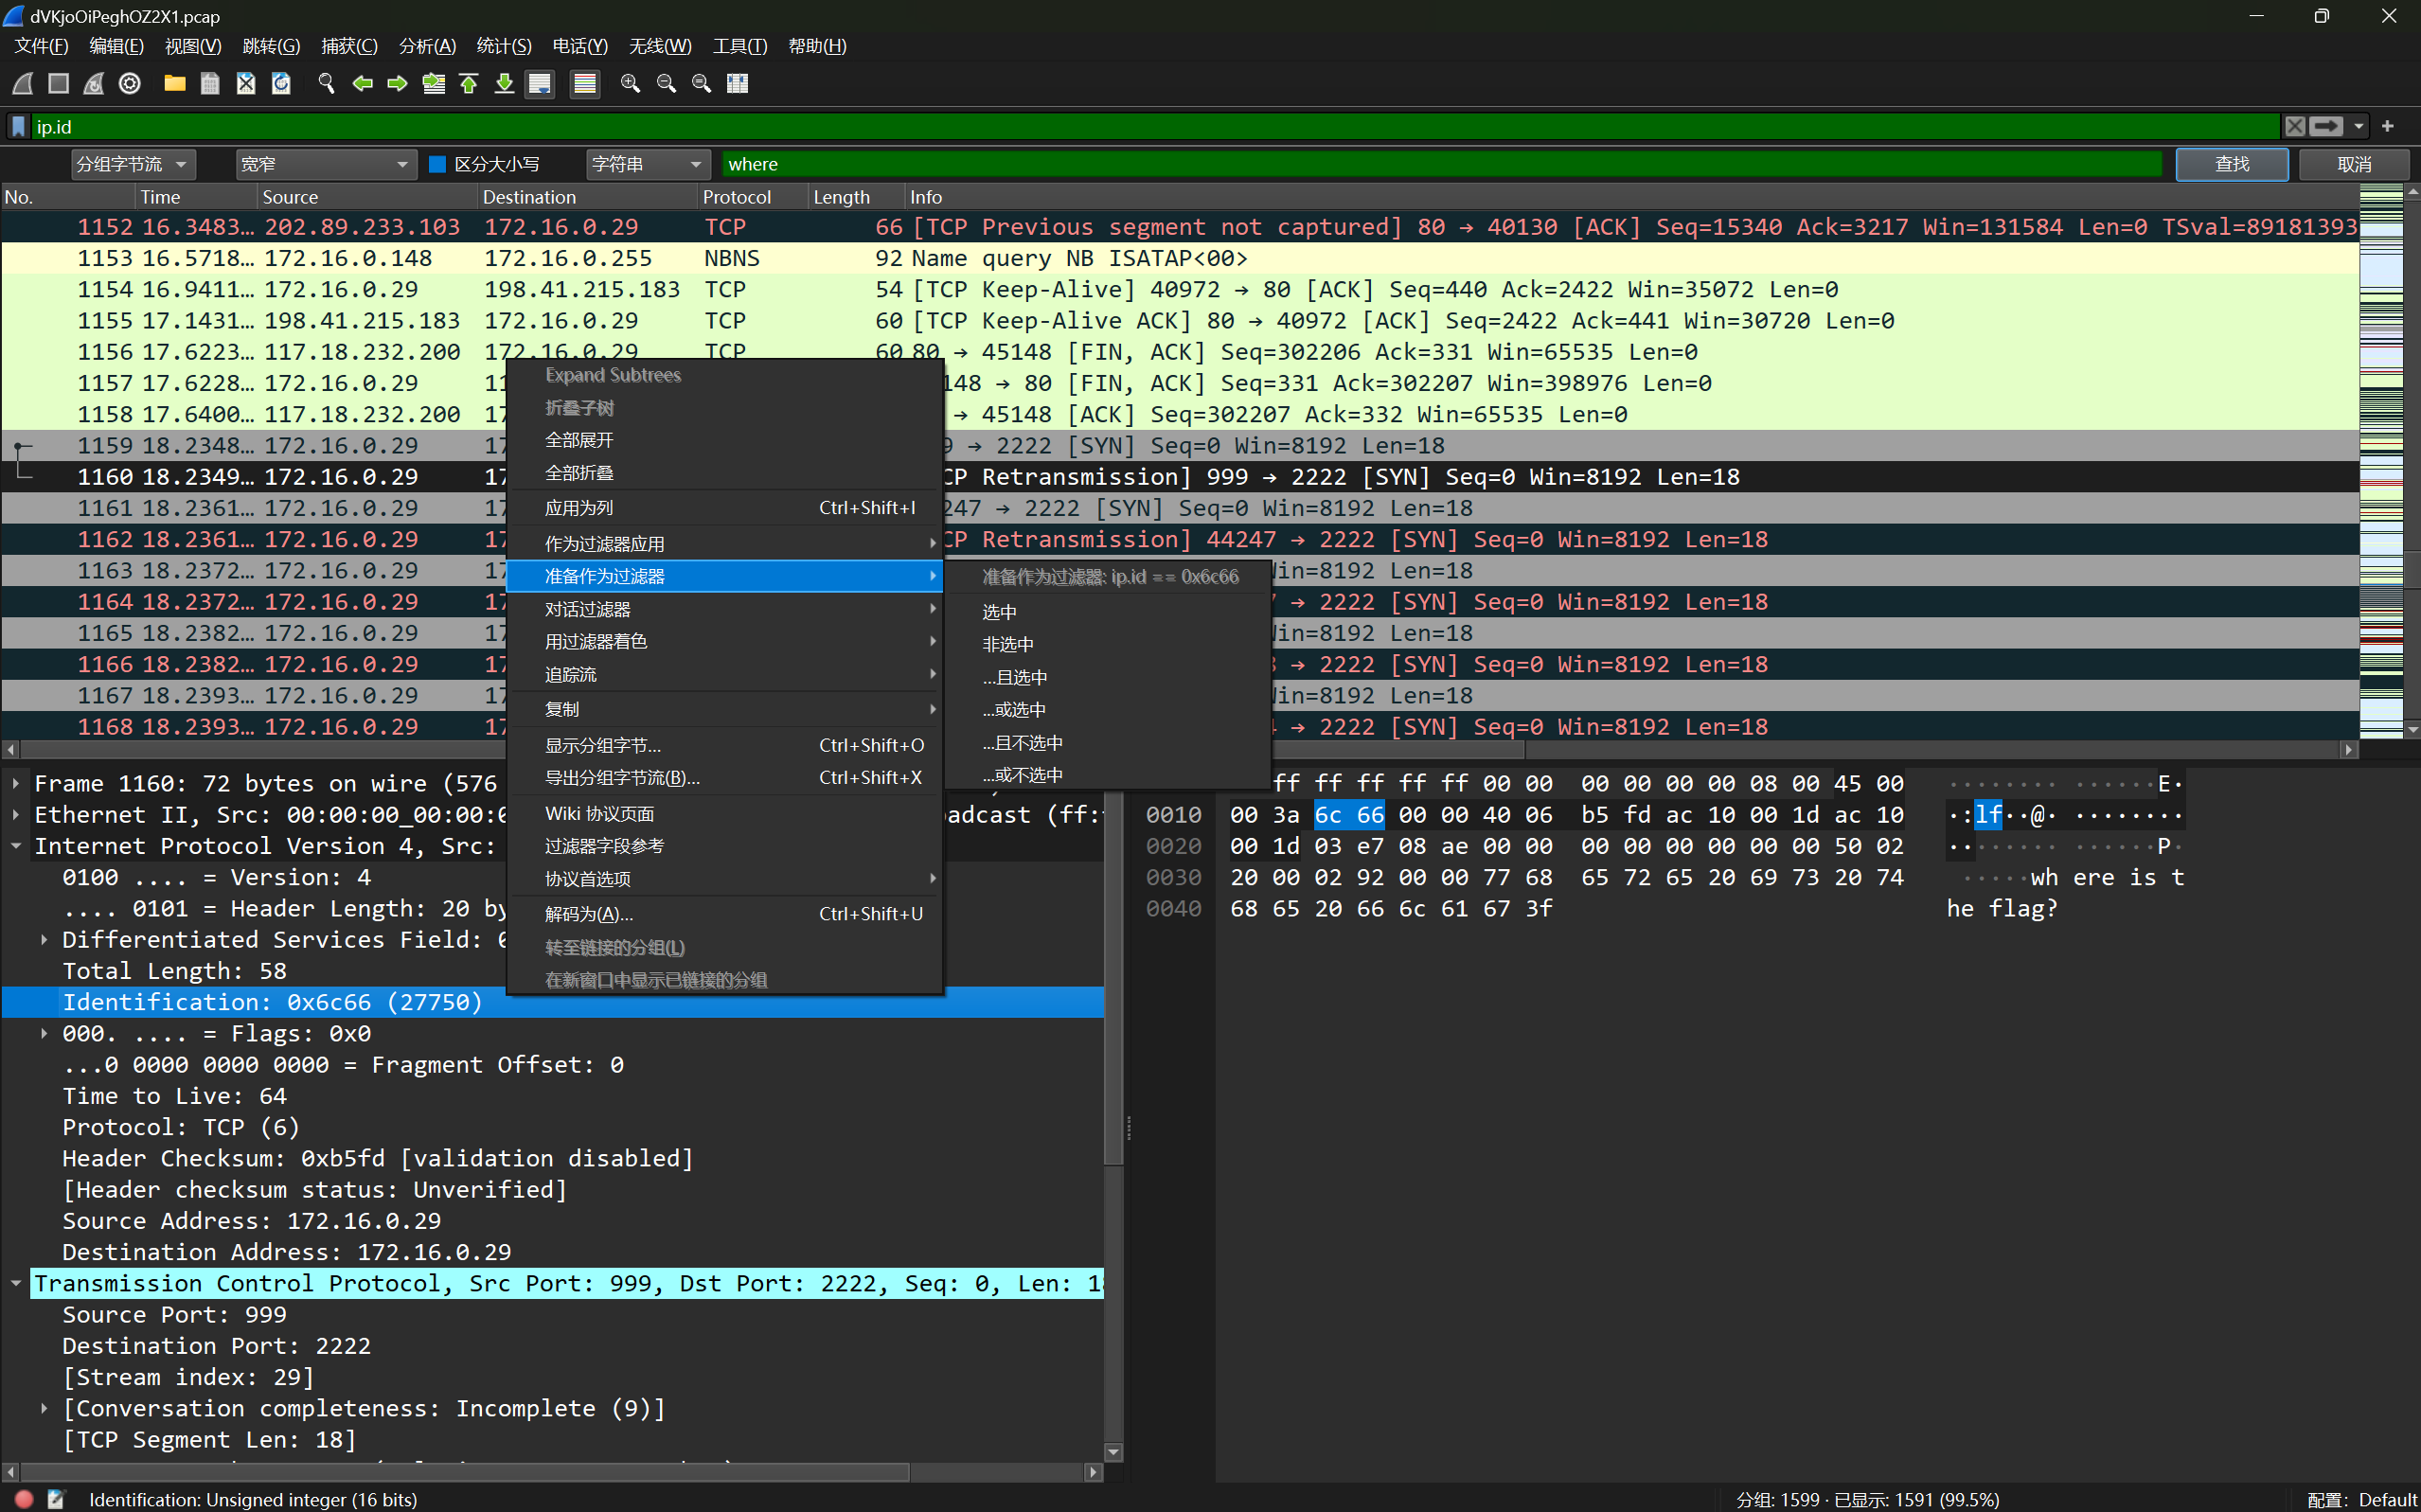 dVKjoOiPeghOZ2X1.pcap
文件(F) 编辑(E) 视图(V) 跳转(G) 捕获(C) 分析(A) 统计(S) 电话(Y) 无线(W) 工具(T) 帮助(H)
ip.id
分组字节流 宽窄 区分大小写 字符串 where 查找 取消
No. Time Source Destination Protocol Length Info
1152 16.3483… 202.89.233.103 172.16.0.29 TCP 66 [TCP Previous segment not captured] 80 → 40130 [ACK] Seq=15340 Ack=3217 Win=131584 Len=0 TSval=89181393
1153 16.5718… 172.16.0.148 172.16.0.255 NBNS 92 Name query NB ISATAP<00>
1154 16.9411… 172.16.0.29 198.41.215.183 TCP 54 [TCP Keep-Alive] 40972 → 80 [ACK] Seq=440 Ack=2422 Win=35072 Len=0
1155 17.1431… 198.41.215.183 172.16.0.29 TCP 60 [TCP Keep-Alive ACK] 80 → 40972 [ACK] Seq=2422 Ack=441 Win=30720 Len=0
1156 17.6223… 117.18.232.200 172.16.0.29 TCP 60 80 → 45148 [FIN, ACK] Seq=302206 Ack=331 Win=65535 Len=0
1157 17.6228… 172.16.0.29 11 148 → 80 [FIN, ACK] Seq=331 Ack=302207 Win=398976 Len=0
1158 17.6400… 117.18.232.200 17 → 45148 [ACK] Seq=302207 Ack=332 Win=65535 Len=0
1159 18.2348… 172.16.0.29 17 9 → 2222 [SYN] Seq=0 Win=8192 Len=18
1160 18.2349… 172.16.0.29 17 CP Retransmission] 999 → 2222 [SYN] Seq=0 Win=8192 Len=18
1161 18.2361… 172.16.0.29 17 247 → 2222 [SYN] Seq=0 Win=8192 Len=18
1162 18.2361… 172.16.0.29 17 CP Retransmission] 44247 → 2222 [SYN] Seq=0 Win=8192 Len=18
1163 18.2372… 172.16.0.29 17 Win=8192 Len=18
1164 18.2372… 172.16.0.29 17 → 2222 [SYN] Seq=0 Win=8192 Len=18
1165 18.2382… 172.16.0.29 17 Win=8192 Len=18
1166 18.2382… 172.16.0.29 17 → 2222 [SYN] Seq=0 Win=8192 Len=18
1167 18.2393… 172.16.0.29 17 Win=8192 Len=18
1168 18.2393… 172.16.0.29 17 → 2222 [SYN] Seq=0 Win=8192 Len=18
Expand Subtrees
折叠子树
全部展开
全部折叠
应用为列 Ctrl+Shift+I
作为过滤器应用
准备作为过滤器
对话过滤器
用过滤器着色
追踪流
复制
显示分组字节… Ctrl+Shift+O
导出分组字节流(B)… Ctrl+Shift+X
Wiki 协议页面
过滤器字段参考
协议首选项
解码为(A)… Ctrl+Shift+U
转至链接的分组(L)
在新窗口中显示已链接的分组
准备作为过滤器: ip.id == 0x6c66
选中
非选中
…且选中
…或选中
…且不选中
…或不选中
Frame 1160: 72 bytes on wire (576
Ethernet II, Src: 00:00:00_00:00:0 adcast (ff:
Internet Protocol Version 4, Src:
0100 .... = Version: 4
.... 0101 = Header Length: 20 by
Differentiated Services Field: 0
Total Length: 58
Identification: 0x6c66 (27750)
000. .... = Flags: 0x0
...0 0000 0000 0000 = Fragment Offset: 0
Time to Live: 64
Protocol: TCP (6)
Header Checksum: 0xb5fd [validation disabled]
[Header checksum status: Unverified]
Source Address: 172.16.0.29
Destination Address: 172.16.0.29
Transmission Control Protocol, Src Port: 999, Dst Port: 2222, Seq: 0, Len: 18
Source Port: 999
Destination Port: 2222
[Stream index: 29]
[Conversation completeness: Incomplete (9)]
[TCP Segment Len: 18]
ff ff ff ff ff 00 00 00 00 00 00 08 00 45 00 ········ ······E·
0010 00 3a 6c 66 00 00 40 06 b5 fd ac 10 00 1d ac 10 ·:lf··@· ········
0020 00 1d 03 e7 08 ae 00 00 00 00 00 00 00 00 50 02 ········ ······P·
0030 20 00 02 92 00 00 77 68 65 72 65 20 69 73 20 74 ·····wh ere is t
0040 68 65 20 66 6c 61 67 3f he flag?
Identification: Unsigned integer (16 bits) 分组: 1599 · 已显示: 1591 (99.5%) 配置: Default